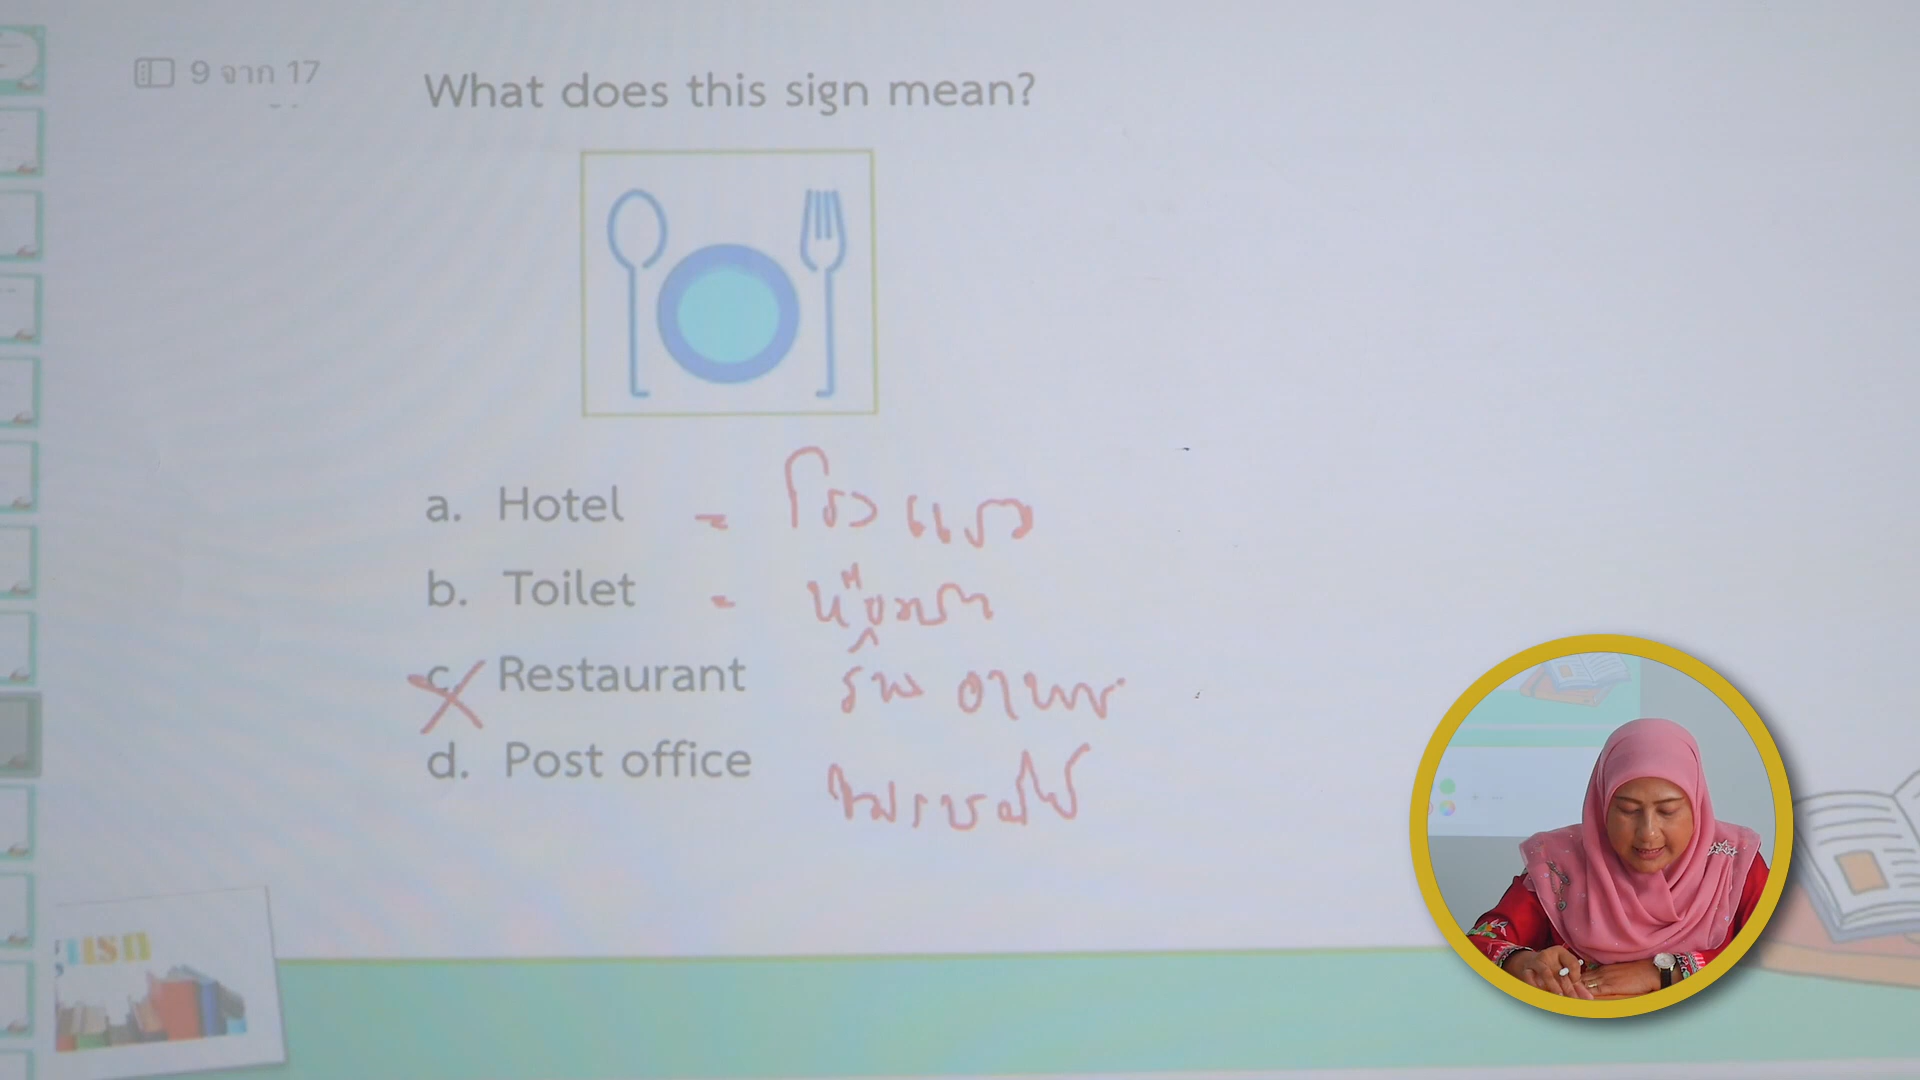 9 จาก 17
What does this sign mean?
a. Hotel = โรงแรม
b. Toilet = ห้องน้ำ
c. Restaurant ร้านอาหาร
d. Post office ไปรษณีย์